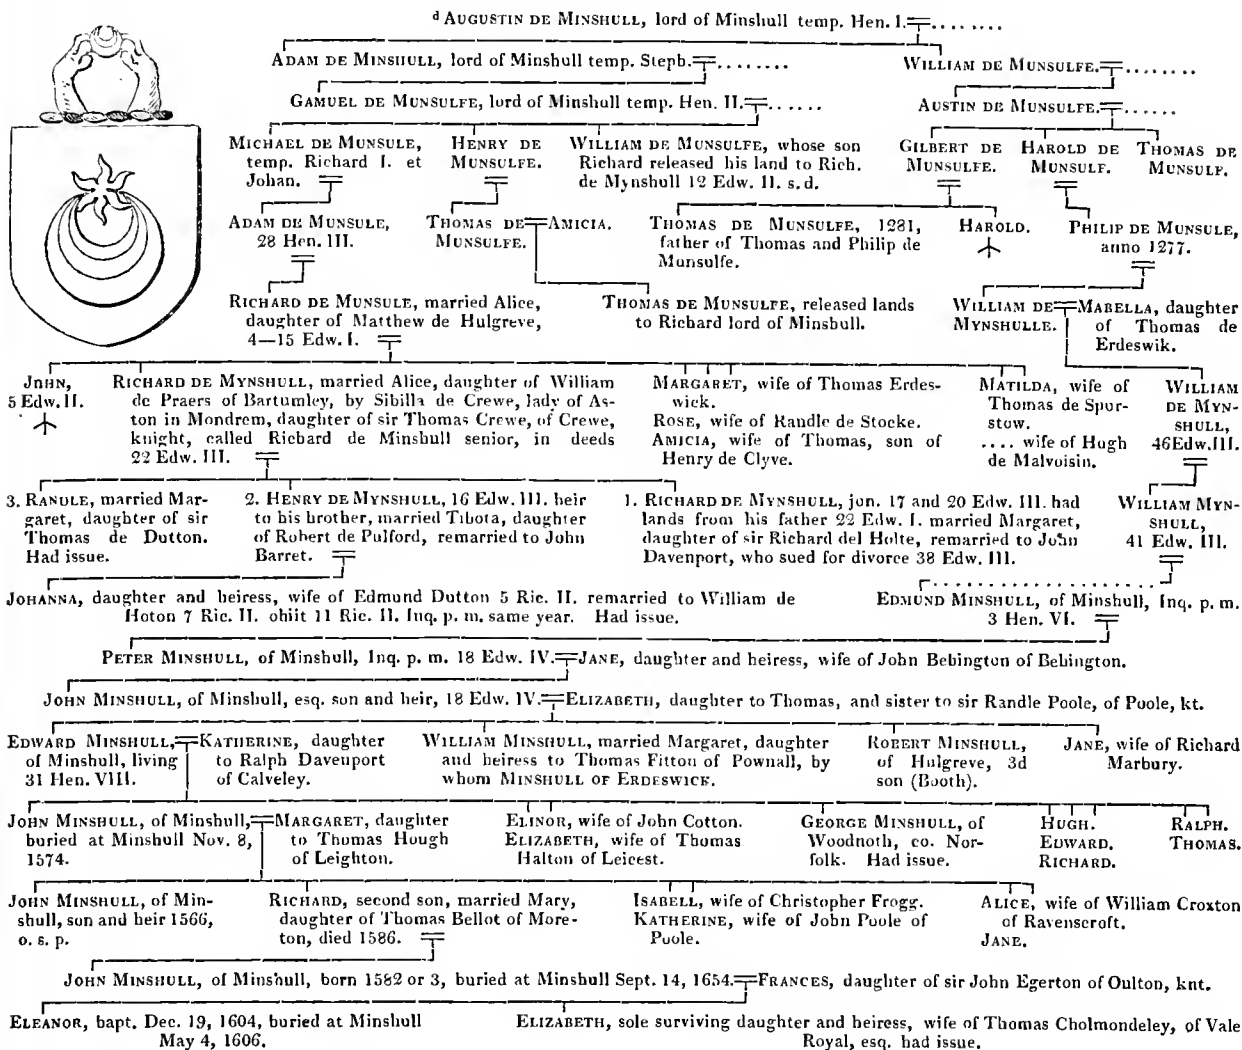 ᵈ AUGUSTIN DE MINSHULL, lord of Minshull temp. Hen. I.=........
ADAM DE MINSHULL, lord of Minshull temp. Steph.=........
WILLIAM DE MUNSULFE.=........
GAMUEL DE MUNSULFE, lord of Minshull temp. Hen. II.=......
AUSTIN DE MUNSULFE.=......
MICHAEL DE MUNSULE,
temp. Richard I. et
Johan.
HENRY DE
MUNSULFE.
WILLIAM DE MUNSULFE, whose son
Richard released his land to Rich.
de Mynshull 12 Edw. II. s. d.
GILBERT DE
MUNSULFE.
HAROLD DE
MUNSULF.
THOMAS DE
MUNSULF.
ADAM DE MUNSULE,
28 Hen. III.
THOMAS DE=AMICIA.
MUNSULFE.
THOMAS DE MUNSULFE, 1281,
father of Thomas and Philip de
Munsulfe.
HAROLD.
PHILIP DE MUNSULE,
anno 1277.
RICHARD DE MUNSULE, married Alice,
daughter of Matthew de Hulgreve,
4—15 Edw. I.
THOMAS DE MUNSULFE, released lands
to Richard lord of Minshull.
WILLIAM DE=MABELLA, daughter
MYNSHULLE. of Thomas de
Erdeswik.
JOHN,
5 Edw. II.
RICHARD DE MYNSHULL, married Alice, daughter of William
de Praers of Bartumley, by Sibilla de Crewe, lady of As-
ton in Mondrem, daughter of sir Thomas Crewe, of Crewe,
knight, called Richard de Minshull senior, in deeds
22 Edw. III.
MARGARET, wife of Thomas Erdes-
wick.
ROSE, wife of Randle de Stocke.
AMICIA, wife of Thomas, son of
Henry de Clyve.
MATILDA, wife of
Thomas de Spur-
stow.
.... wife of Hugh
de Malvoisin.
WILLIAM
DE MYN-
SHULL,
46 Edw. III.
3. RANDLE, married Mar-
garet, daughter of sir
Thomas de Dutton.
Had issue.
2. HENRY DE MYNSHULL, 16 Edw. III. heir
to his brother, married Tibota, daughter
of Robert de Pulford, remarried to John
Barret.
1. RICHARD DE MYNSHULL, jun. 17 and 20 Edw. III. had
lands from his father 22 Edw. I. married Margaret,
daughter of sir Richard del Holte, remarried to John
Davenport, who sued for divorce 38 Edw. III.
WILLIAM MYN-
SHULL,
41 Edw. III.
JOHANNA, daughter and heiress, wife of Edmund Dutton 5 Ric. II. remarried to William de
Hoton 7 Ric. II. obiit 11 Ric. II. Inq. p. m. same year. Had issue.
EDMUND MINSHULL, of Minshull, Inq. p. m.
3 Hen. VI.
PETER MINSHULL, of Minshull, Inq. p. m. 18 Edw. IV.=JANE, daughter and heiress, wife of John Bebington of Bebington.
JOHN MINSHULL, of Minshull, esq. son and heir, 18 Edw. IV.=ELIZABETH, daughter to Thomas, and sister to sir Randle Poole, of Poole, kt.
EDWARD MINSHULL,=KATHERINE, daughter
of Minshull, living to Ralph Davenport
31 Hen. VIII. of Calveley.
WILLIAM MINSHULL, married Margaret, daughter
and heiress to Thomas Fitton of Pownall, by
whom MINSHULL OF ERDESWICK.
ROBERT MINSHULL,
of Hulgreve, 3d
son (Booth).
JANE, wife of Richard
Marbury.
JOHN MINSHULL, of Minshull,=MARGARET, daughter
buried at Minshull Nov. 8, to Thomas Hough
1574. of Leighton.
ELINOR, wife of John Cotton.
ELIZABETH, wife of Thomas
Halton of Leicest.
GEORGE MINSHULL, of
Woodnoth, co. Nor-
folk. Had issue.
HUGH.
EDWARD.
RICHARD.
RALPH.
THOMAS.
JOHN MINSHULL, of Min-
shull, son and heir 1566,
o. s. p.
RICHARD, second son, married Mary,
daughter of Thomas Bellot of More-
ton, died 1586.
ISABELL, wife of Christopher Frogg.
KATHERINE, wife of John Poole of
Poole.
ALICE, wife of William Croxton
of Ravenscroft.
JANE.
JOHN MINSHULL, of Minshull, born 1582 or 3, buried at Minshull Sept. 14, 1654.=FRANCES, daughter of sir John Egerton of Oulton, knt.
ELEANOR, bapt. Dec. 19, 1604, buried at Minshull
May 4, 1606.
ELIZABETH, sole surviving daughter and heiress, wife of Thomas Cholmondeley, of Vale
Royal, esq. had issue.